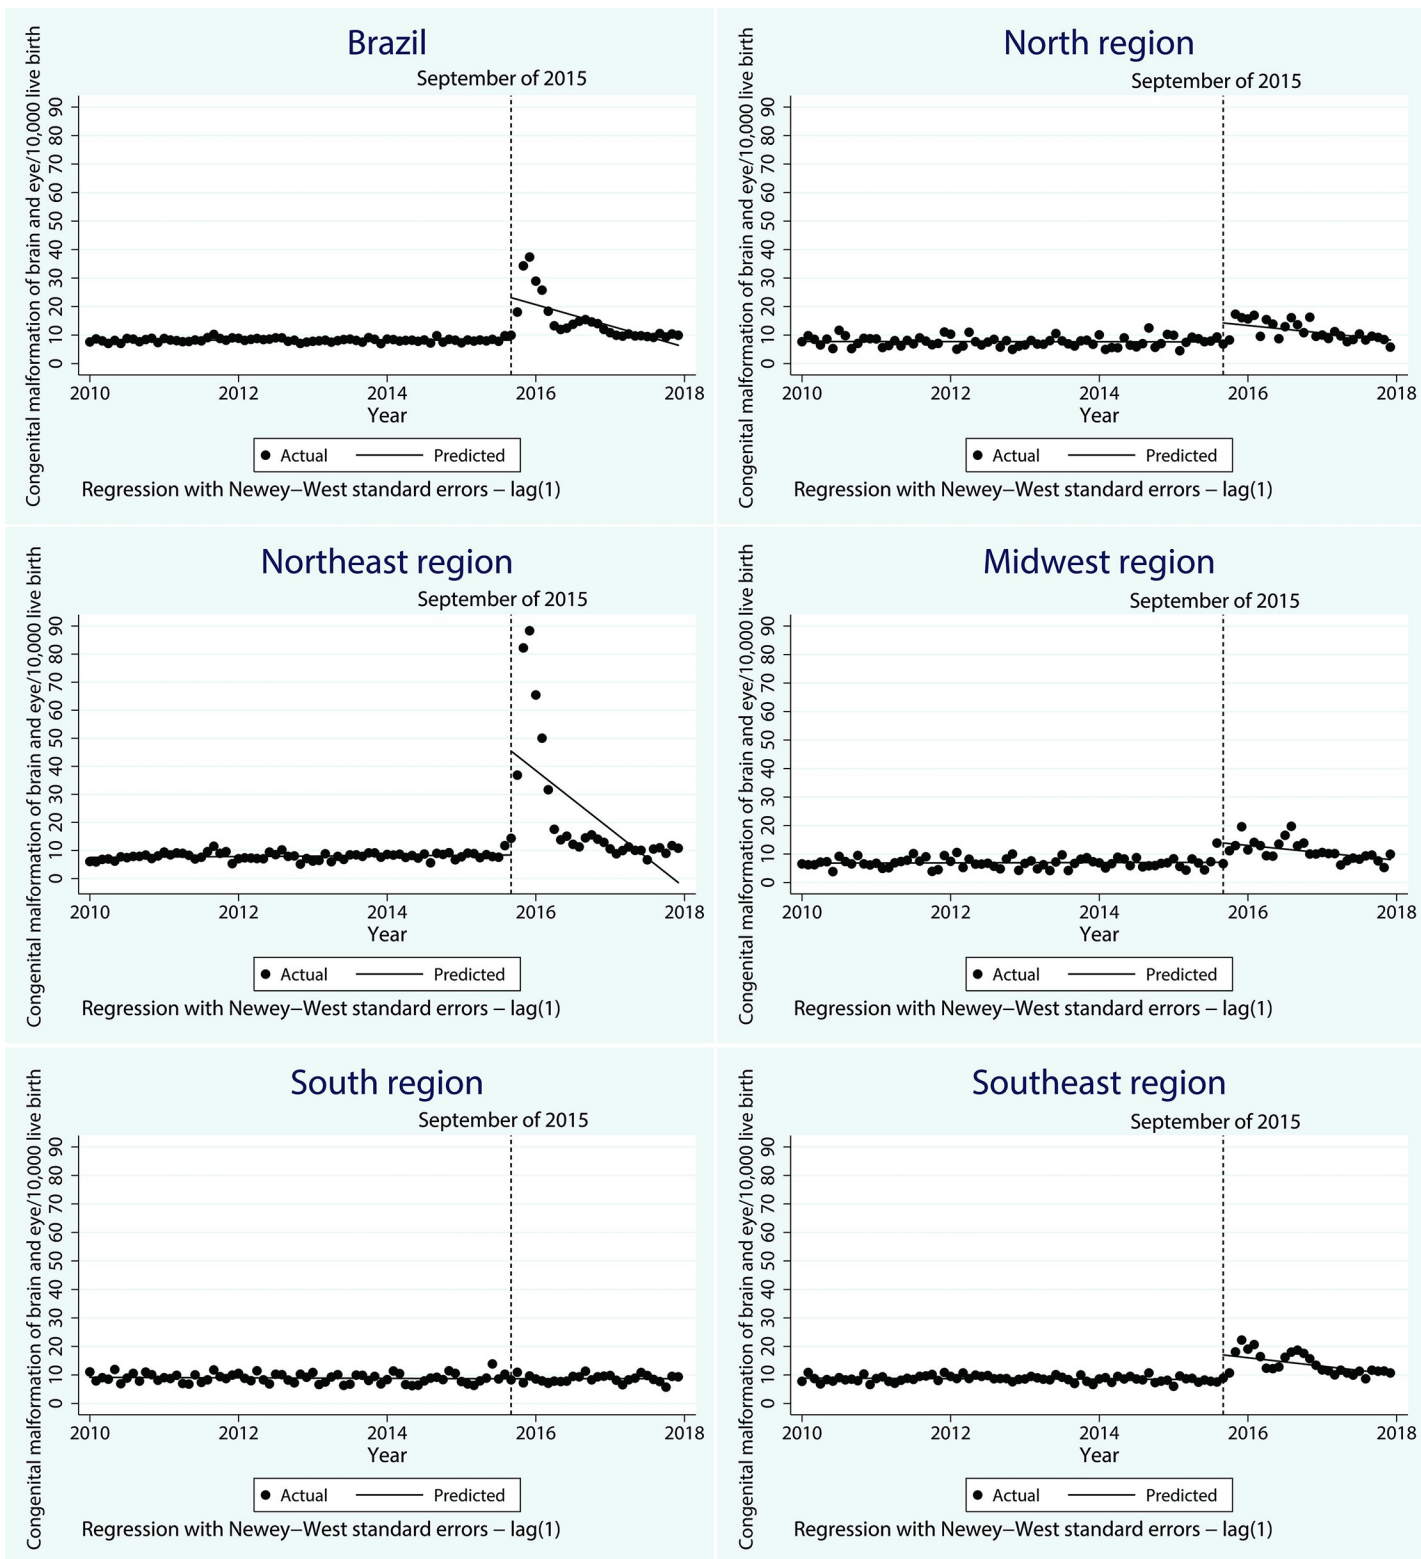 Brazil
September of 2015
Congenital malformation of brain and eye/10,000 live birth
90
80
70
60
50
40
30
20
10
0
2010 2012 2014 2016 2018
Year
Actual Predicted
Regression with Newey–West standard errors – lag(1)
North region
September of 2015
Congenital malformation of brain and eye/10,000 live birth
90
80
70
60
50
40
30
20
10
0
2010 2012 2014 2016 2018
Year
Actual Predicted
Regression with Newey–West standard errors – lag(1)
Northeast region
September of 2015
Congenital malformation of brain and eye/10,000 live birth
90
80
70
60
50
40
30
20
10
0
2010 2012 2014 2016 2018
Year
Actual Predicted
Regression with Newey–West standard errors – lag(1)
Midwest region
September of 2015
Congenital malformation of brain and eye/10,000 live birth
90
80
70
60
50
40
30
20
10
0
2010 2012 2014 2016 2018
Year
Actual Predicted
Regression with Newey–West standard errors – lag(1)
South region
September of 2015
Congenital malformation of brain and eye/10,000 live birth
90
80
70
60
50
40
30
20
10
0
2010 2012 2014 2016 2018
Year
Actual Predicted
Regression with Newey–West standard errors – lag(1)
Southeast region
September of 2015
Congenital malformation of brain and eye/10,000 live birth
90
80
70
60
50
40
30
20
10
0
2010 2012 2014 2016 2018
Year
Actual Predicted
Regression with Newey–West standard errors – lag(1)